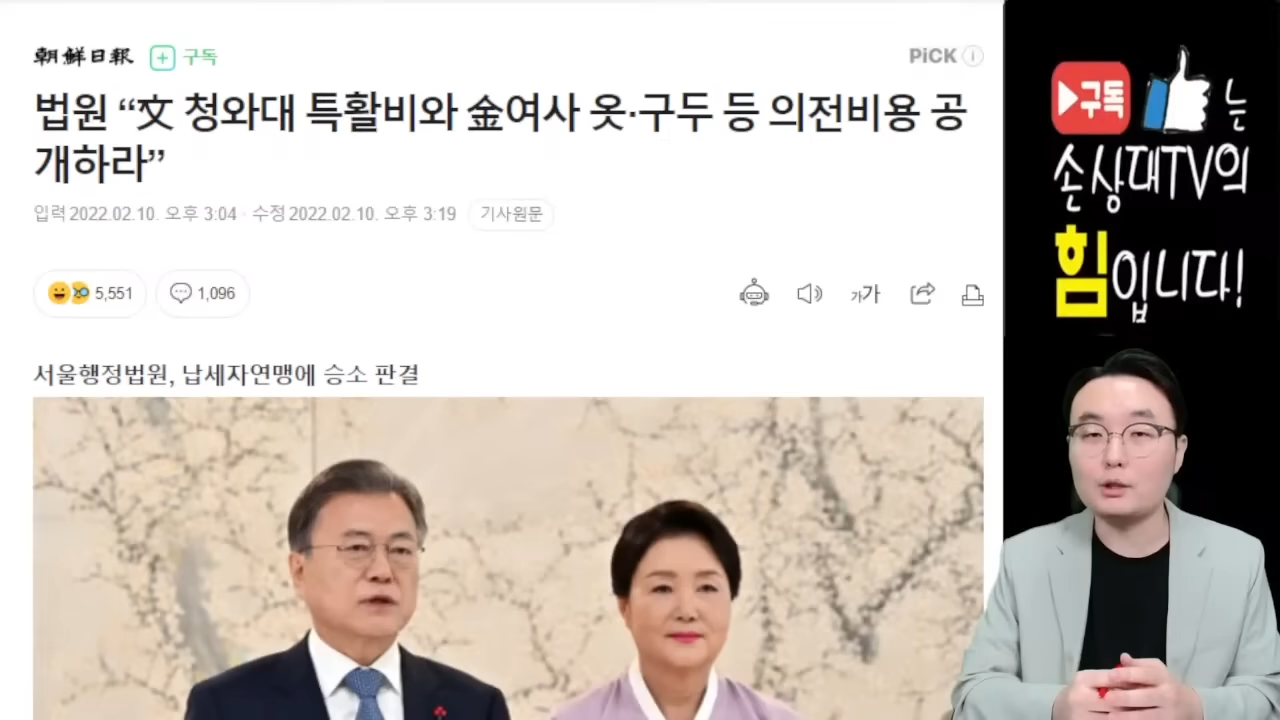 朝鮮日報 + 구독
PiCK i
법원 “文 청와대 특활비와 金여사 옷·구두 등 의전비용 공
개하라”
입력 2022.02.10. 오후 3:04 · 수정 2022.02.10. 오후 3:19 기사원문
5,551 1,096
가가
서울행정법원, 납세자연맹에 승소 판결
구독 는
손상대TV의
힘입니다!